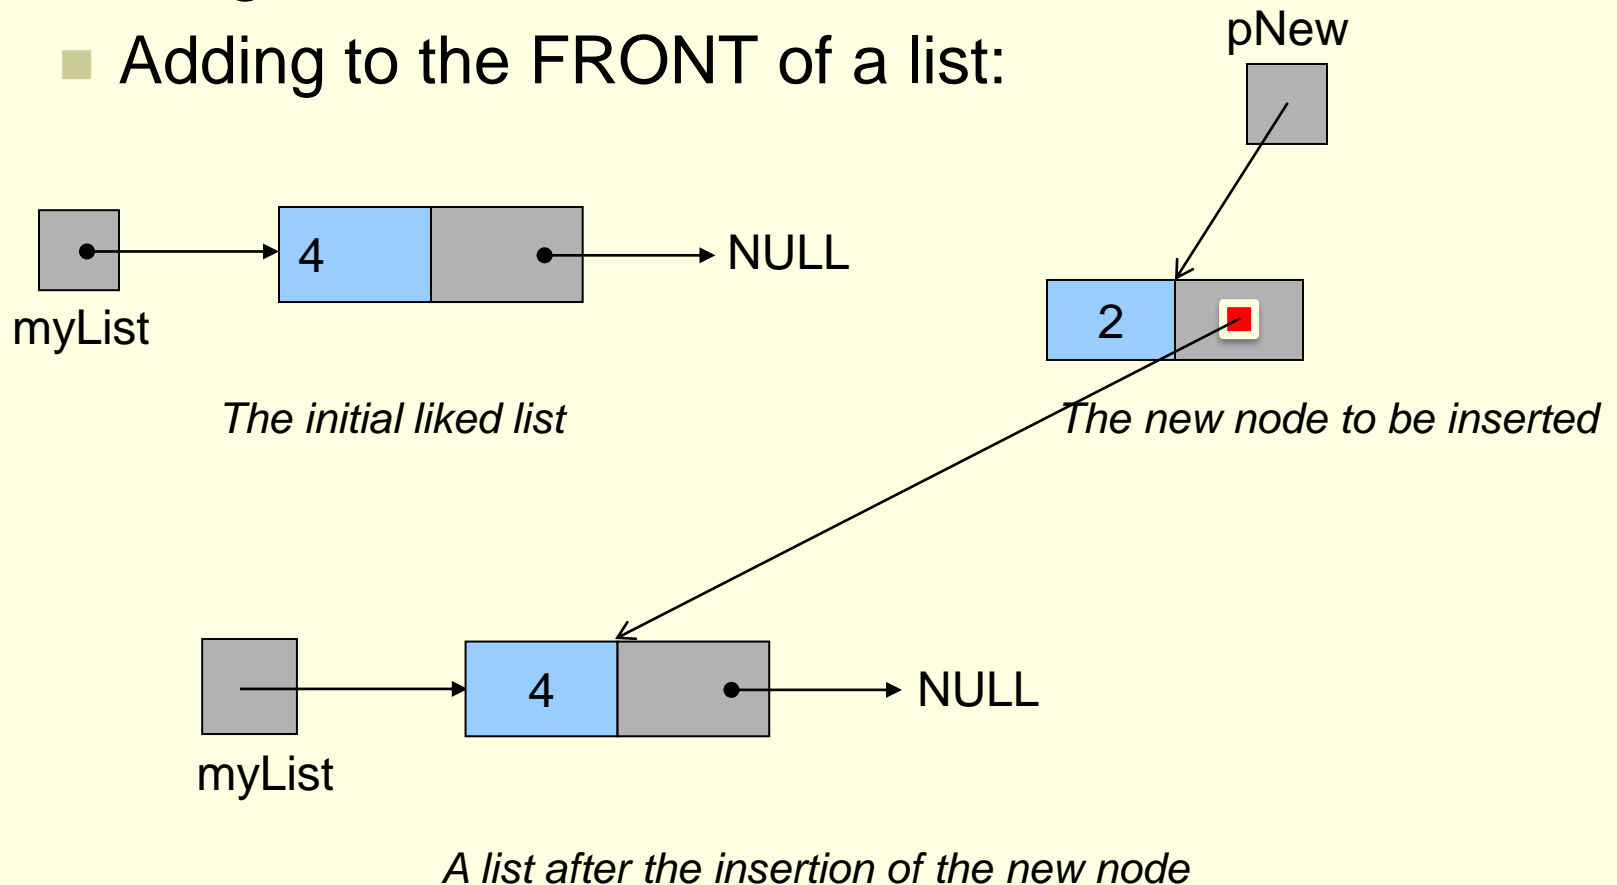 Adding to the FRONT of a list:
pNew
4
NULL
myList
2
The initial liked list
The new node to be inserted
4
NULL
myList
A list after the insertion of the new node